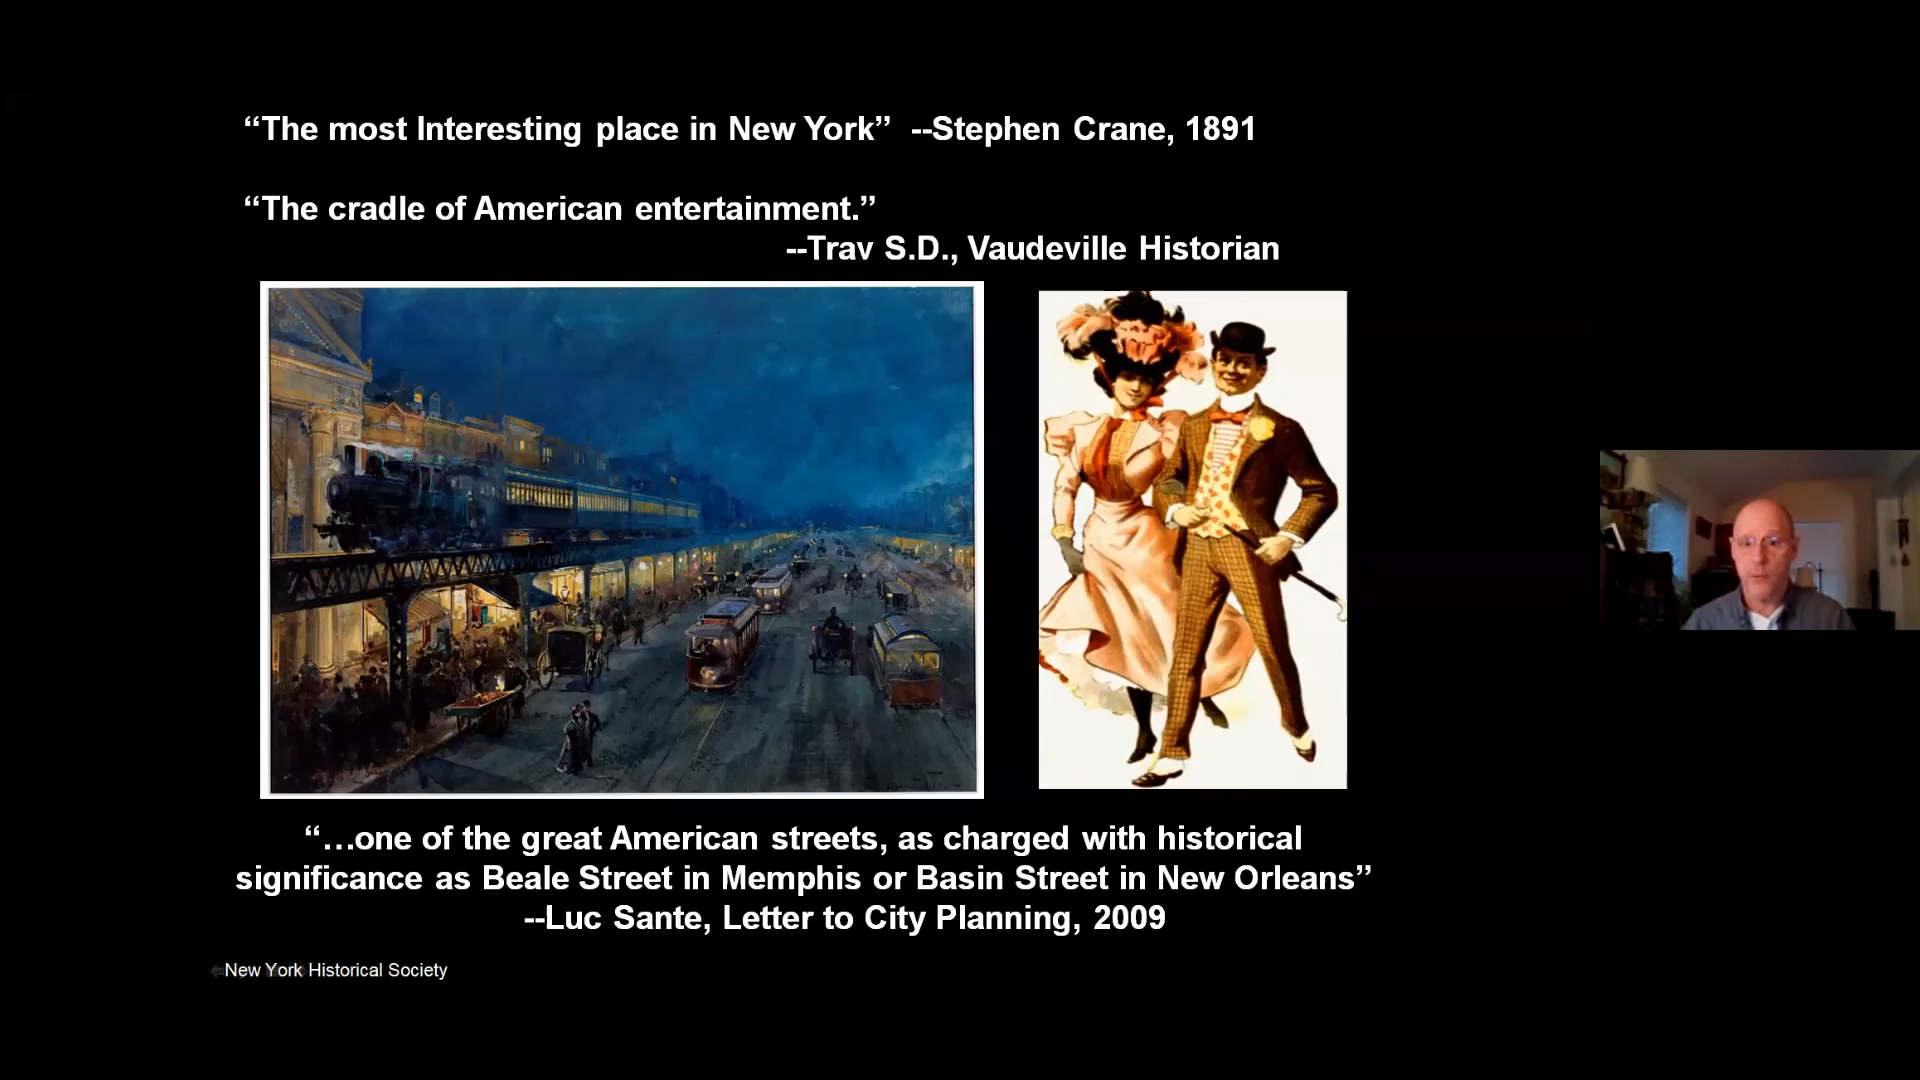 “The most Interesting place in New York” --Stephen Crane, 1891
“The cradle of American entertainment.”
--Trav S.D., Vaudeville Historian
“…one of the great American streets, as charged with historical
significance as Beale Street in Memphis or Basin Street in New Orleans”
--Luc Sante, Letter to City Planning, 2009
New York Historical Society